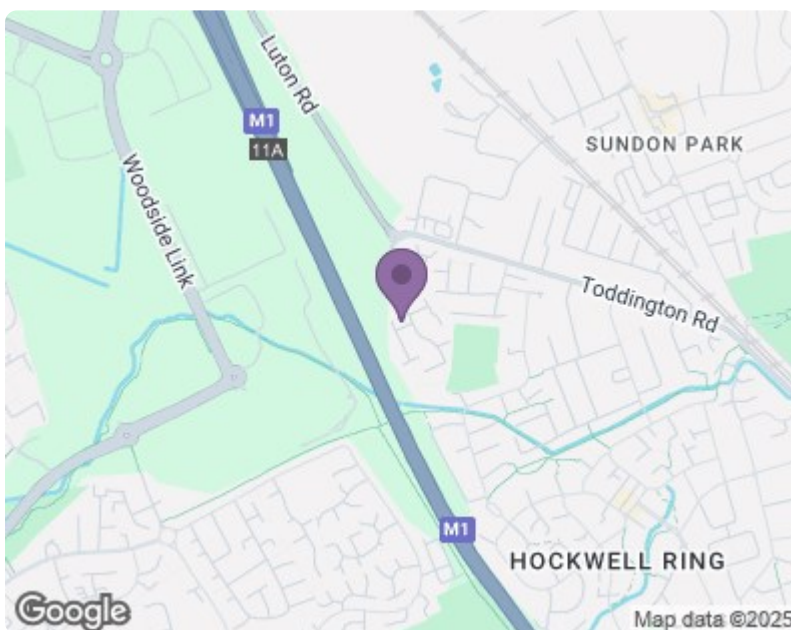 Luton Rd
M1
11A
SUNDON PARK
Woodside Link
Toddington Rd
M1
HOCKWELL RING
Google
Map data ©2025